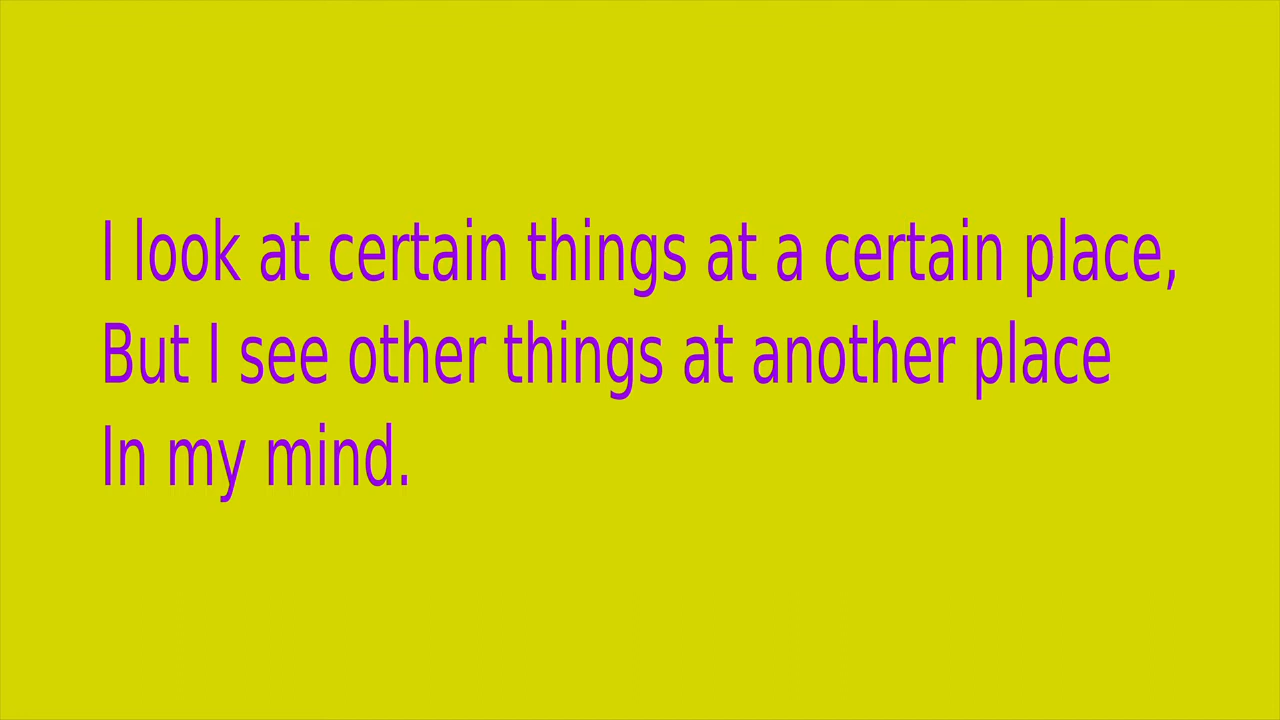 I look at certain things at a certain place,
But I see other things at another place
In my mind.